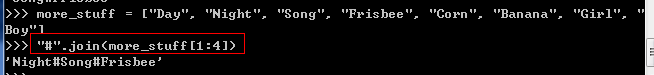 >>> more_stuff = ["Day", "Night", "Song", "Frisbee", "Corn", "Banana", "Girl", "
Boy"]
>>> "#".join(more_stuff[1:4])
'Night#Song#Frisbee'